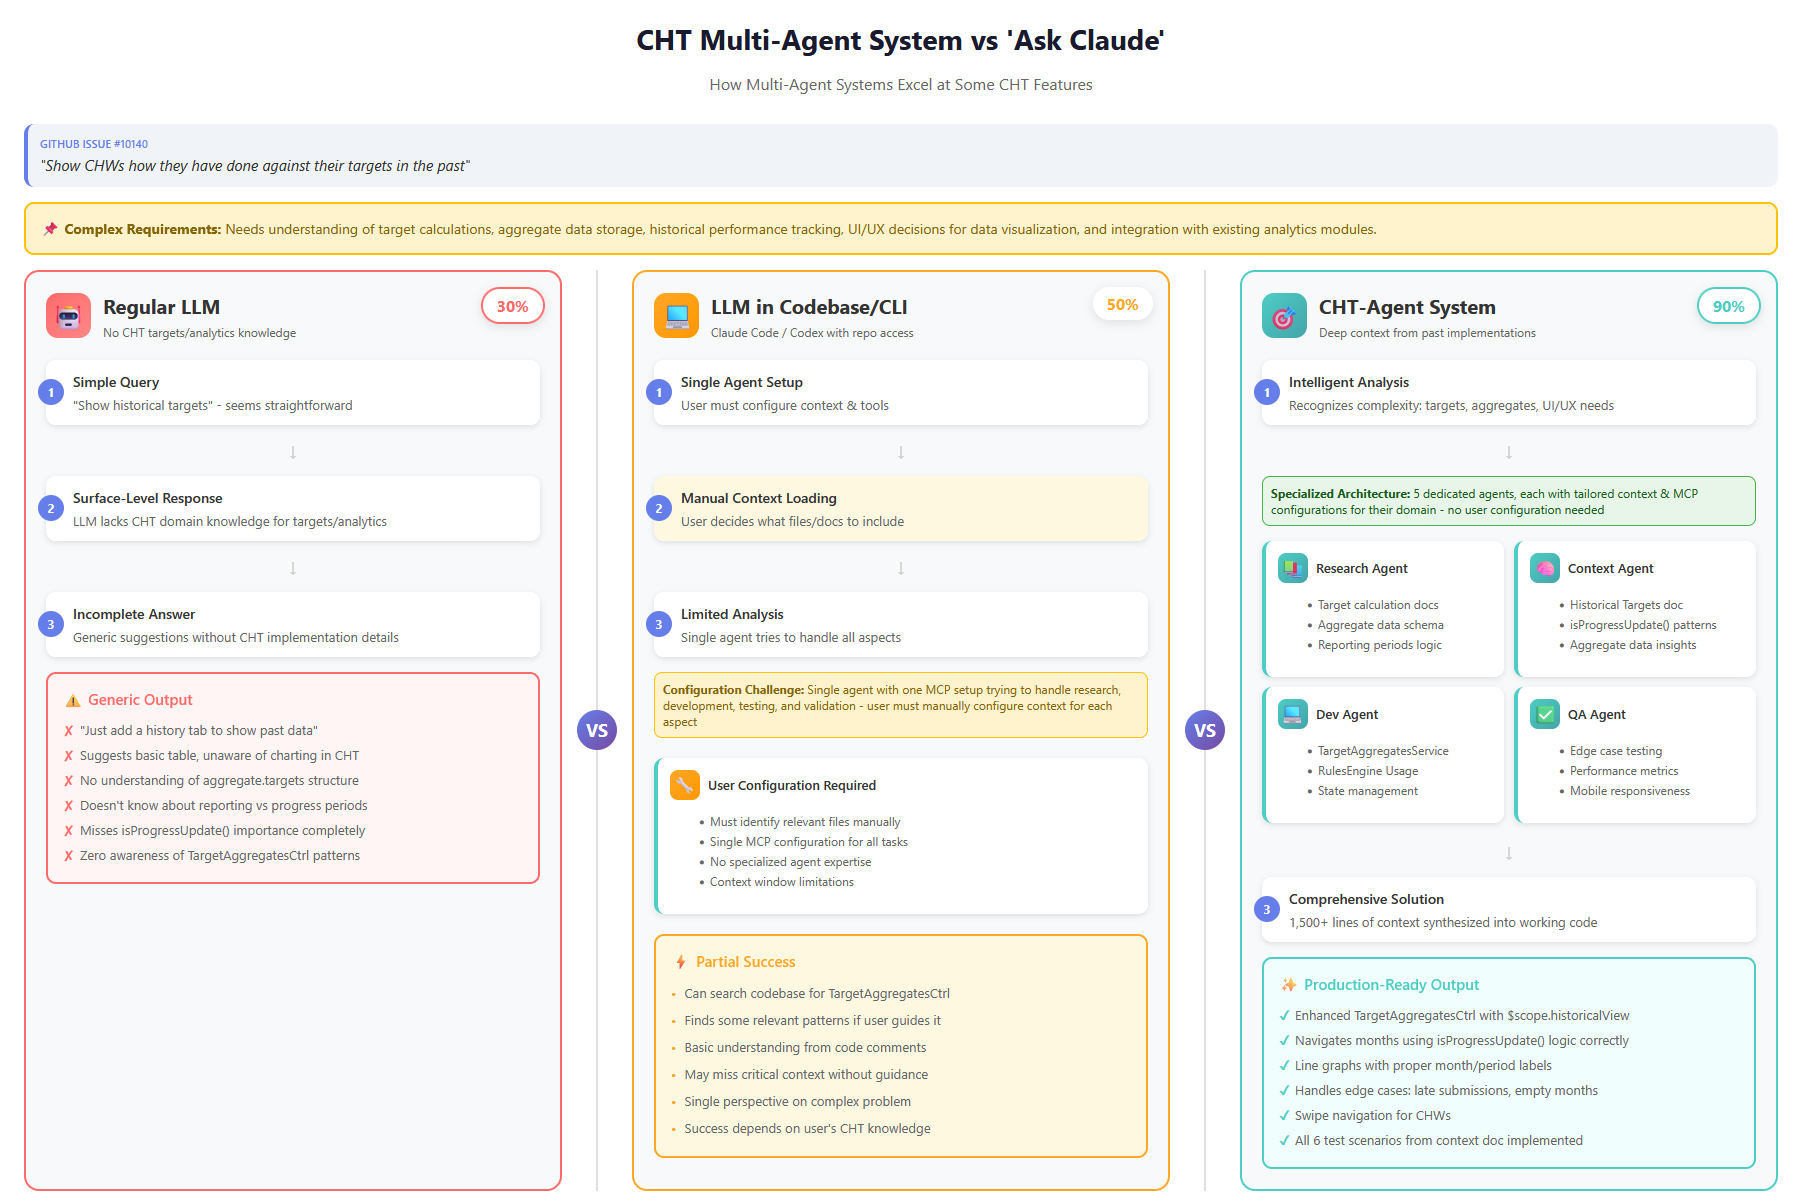 CHT Multi-Agent System vs 'Ask Claude'
How Multi-Agent Systems Excel at Some CHT Features
GITHUB ISSUE #10140
"Show CHWs how they have done against their targets in the past"
Complex Requirements: Needs understanding of target calculations, aggregate data storage, historical performance tracking, UI/UX decisions for data visualization, and integration with existing analytics modules.
Regular LLM
30%
No CHT targets/analytics knowledge
1
Simple Query
"Show historical targets" - seems straightforward
↓
2
Surface-Level Response
LLM lacks CHT domain knowledge for targets/analytics
↓
3
Incomplete Answer
Generic suggestions without CHT implementation details
⚠️ Generic Output
✗ "Just add a history tab to show past data"
✗ Suggests basic table, unaware of charting in CHT
✗ No understanding of aggregate.targets structure
✗ Doesn't know about reporting vs progress periods
✗ Misses isProgressUpdate() importance completely
✗ Zero awareness of TargetAggregatesCtrl patterns
VS
LLM in Codebase/CLI
50%
Claude Code / Codex with repo access
1
Single Agent Setup
User must configure context & tools
↓
2
Manual Context Loading
User decides what files/docs to include
↓
3
Limited Analysis
Single agent tries to handle all aspects
Configuration Challenge: Single agent with one MCP setup trying to handle research,
development, testing, and validation - user must manually configure context for each
aspect
User Configuration Required
• Must identify relevant files manually
• Single MCP configuration for all tasks
• No specialized agent expertise
• Context window limitations
Partial Success
• Can search codebase for TargetAggregatesCtrl
• Finds some relevant patterns if user guides it
• Basic understanding from code comments
• May miss critical context without guidance
• Single perspective on complex problem
• Success depends on user's CHT knowledge
VS
CHT-Agent System
90%
Deep context from past implementations
1
Intelligent Analysis
Recognizes complexity: targets, aggregates, UI/UX needs
↓
Specialized Architecture: 5 dedicated agents, each with tailored context & MCP
configurations for their domain - no user configuration needed
Research Agent
• Target calculation docs
• Aggregate data schema
• Reporting periods logic
Context Agent
• Historical Targets doc
• isProgressUpdate() patterns
• Aggregate data insights
Dev Agent
• TargetAggregatesService
• RulesEngine Usage
• State management
QA Agent
• Edge case testing
• Performance metrics
• Mobile responsiveness
↓
3
Comprehensive Solution
1,500+ lines of context synthesized into working code
✨ Production-Ready Output
✓ Enhanced TargetAggregatesCtrl with $scope.historicalView
✓ Navigates months using isProgressUpdate() logic correctly
✓ Line graphs with proper month/period labels
✓ Handles edge cases: late submissions, empty months
✓ Swipe navigation for CHWs
✓ All 6 test scenarios from context doc implemented